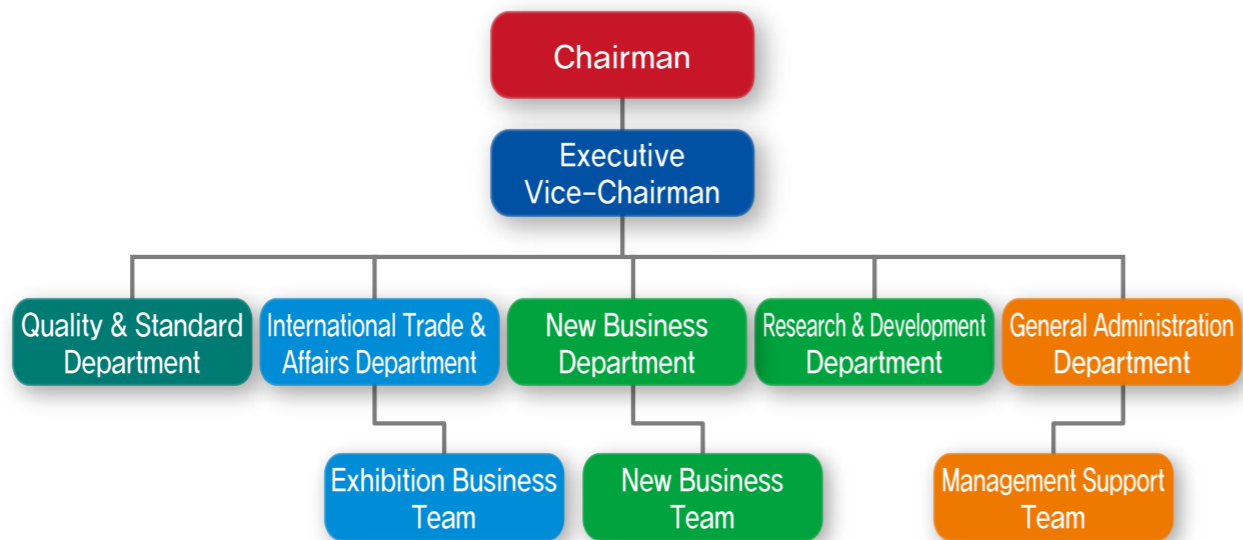 Chairman
Executive
Vice-Chairman
Quality & Standard
Department
International Trade &
Affairs Department
New Business
Department
Research & Development
Department
General Administration
Department
Exhibition Business
Team
New Business
Team
Management Support
Team